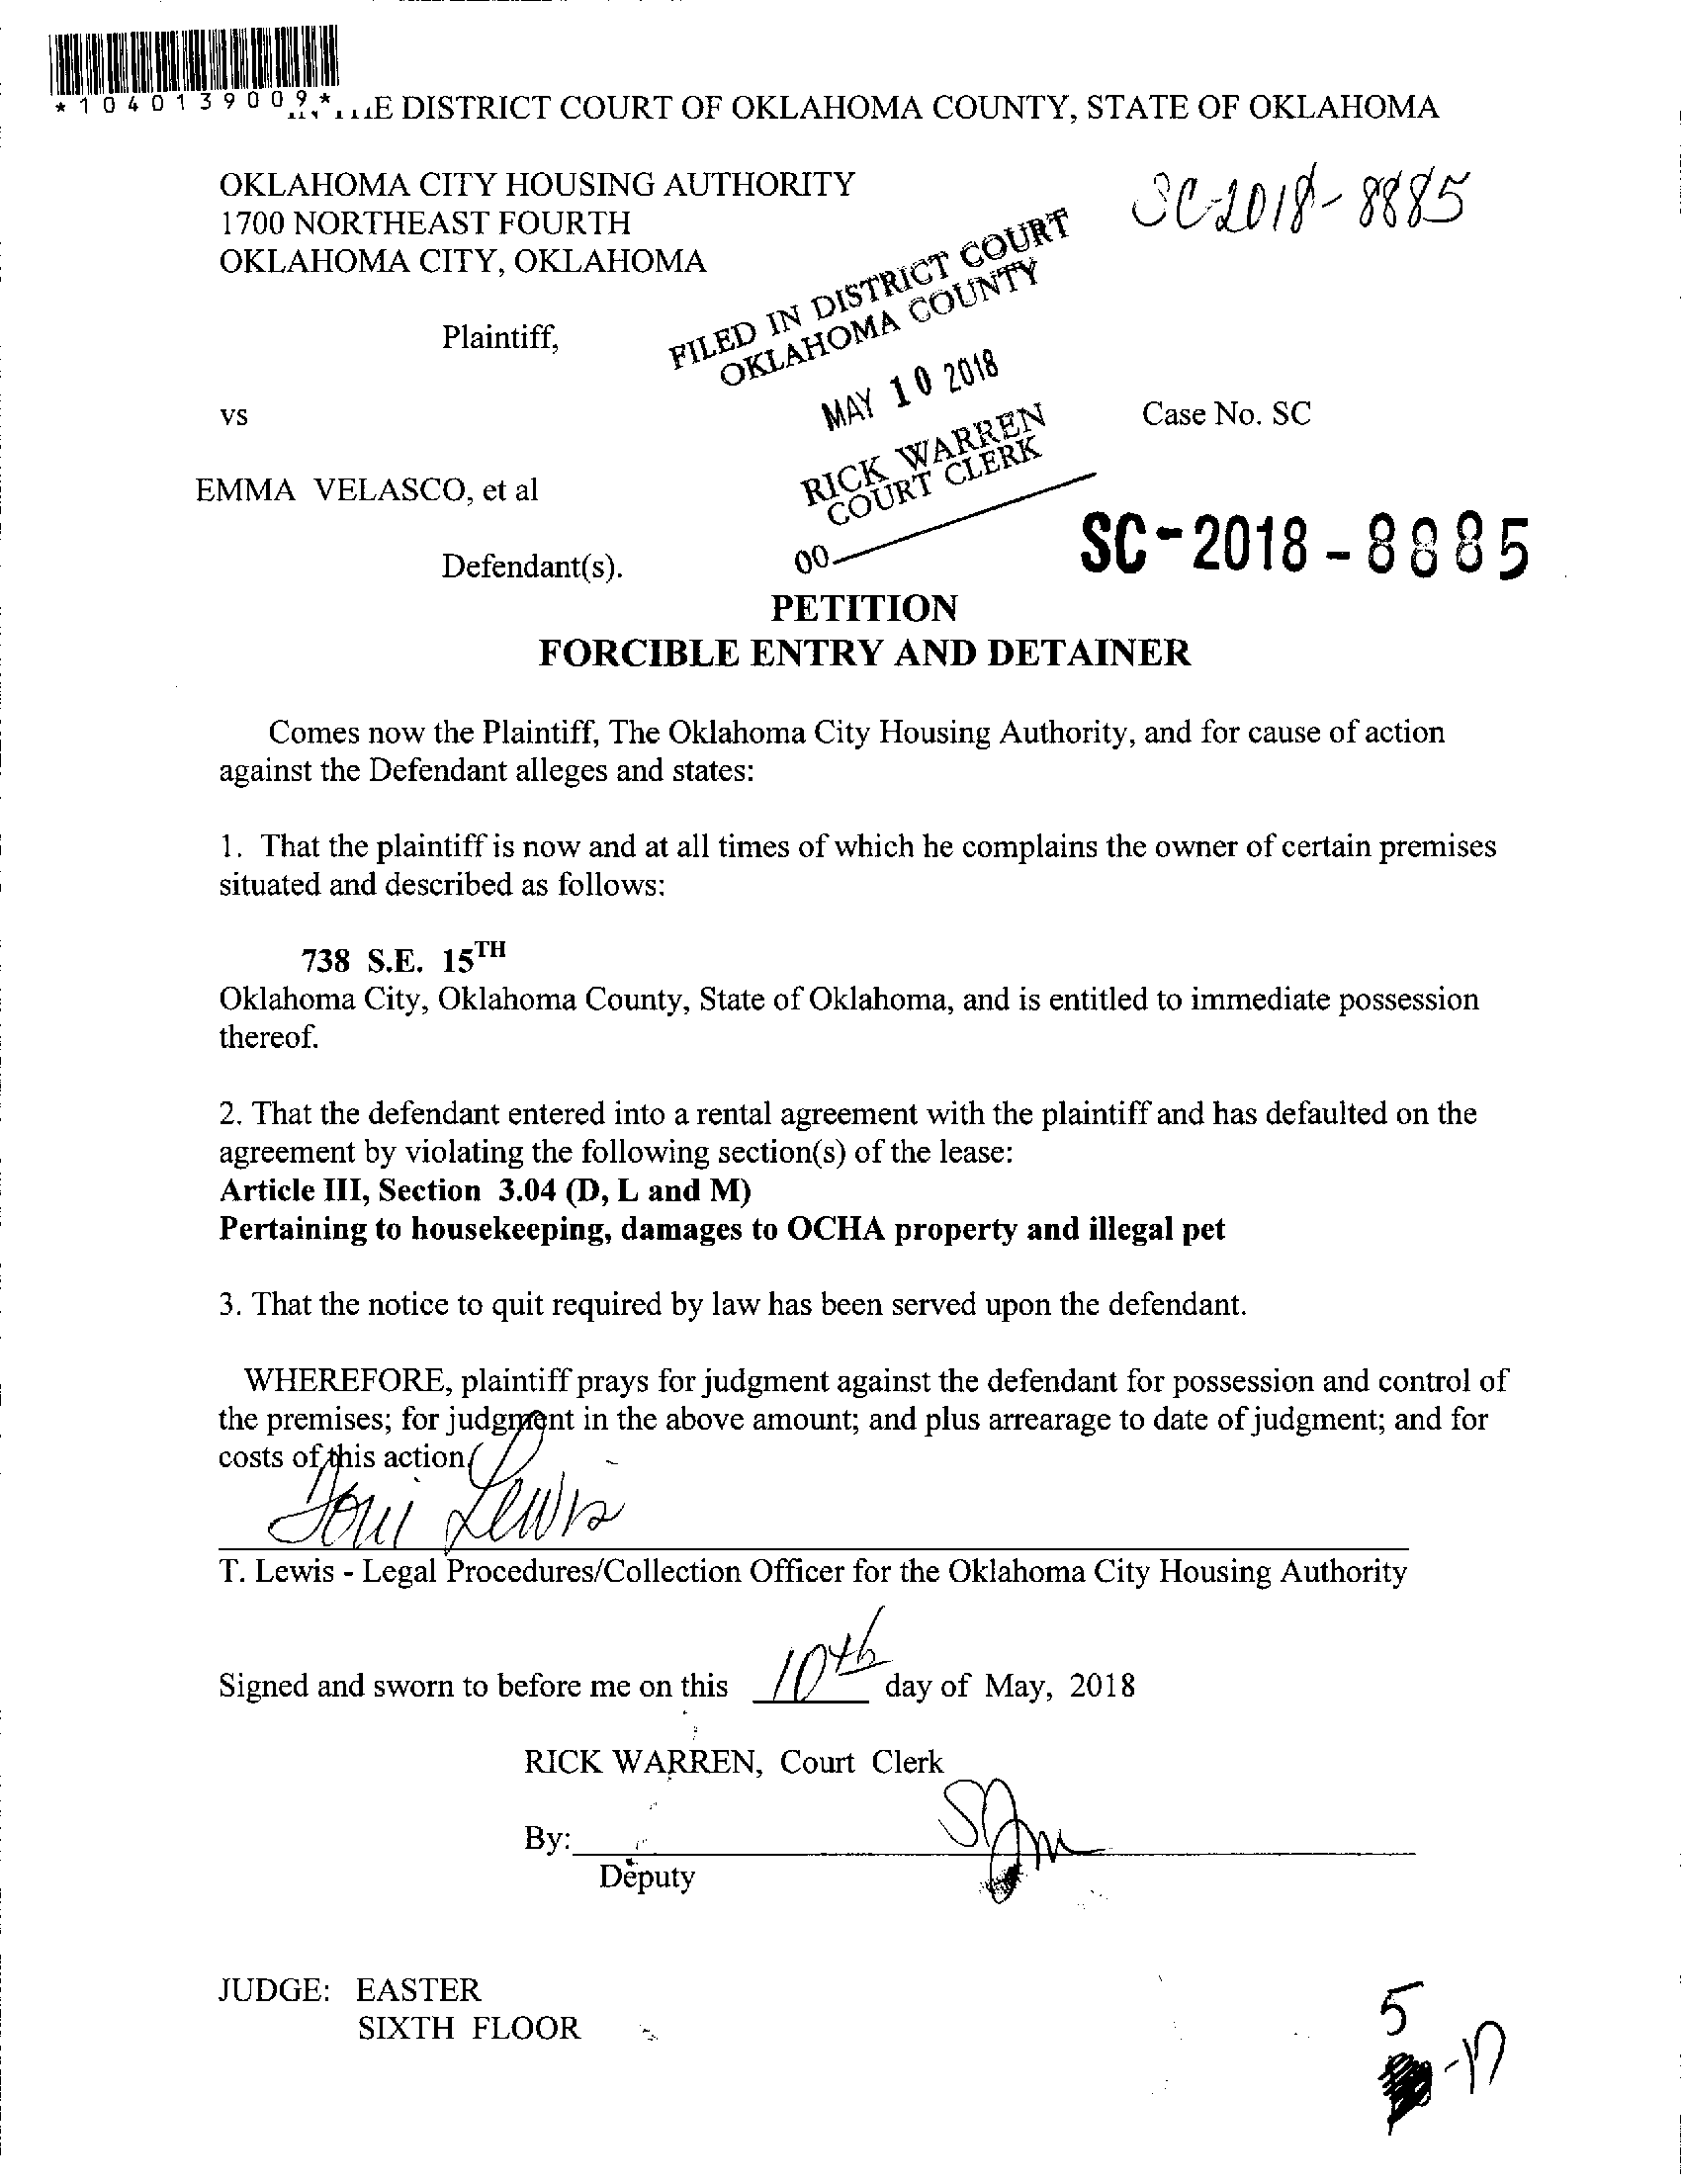 *1040139009*
E DISTRICT COURT OF OKLAHOMA COUNTY, STATE OF OKLAHOMA
OKLAHOMA CITY HOUSING AUTHORITY
1700 NORTHEAST FOURTH
OKLAHOMA CITY, OKLAHOMA
SC-2018-8885
Plaintiff,
FILED IN DISTRICT COURT
OKLAHOMA COUNTY
MAY 10 2018
RICK WARREN
COURT CLERK
00
vs
Case No. SC
EMMA VELASCO, et al
SC-2018-8885
Defendant(s).
PETITION
FORCIBLE ENTRY AND DETAINER
Comes now the Plaintiff, The Oklahoma City Housing Authority, and for cause of action
against the Defendant alleges and states:
1. That the plaintiff is now and at all times of which he complains the owner of certain premises
situated and described as follows:
738 S.E. 15TH
Oklahoma City, Oklahoma County, State of Oklahoma, and is entitled to immediate possession
thereof.
2. That the defendant entered into a rental agreement with the plaintiff and has defaulted on the
agreement by violating the following section(s) of the lease:
Article III, Section 3.04 (D, L and M)
Pertaining to housekeeping, damages to OCHA property and illegal pet
3. That the notice to quit required by law has been served upon the defendant.
WHEREFORE, plaintiff prays for judgment against the defendant for possession and control of
the premises; for judgment in the above amount; and plus arrearage to date of judgment; and for
costs of this action
Toni Lewis
T. Lewis - Legal Procedures/Collection Officer for the Oklahoma City Housing Authority
Signed and sworn to before me on this 10th day of May, 2018
RICK WARREN, Court Clerk
By:
Deputy
JUDGE: EASTER
SIXTH FLOOR
5
-17